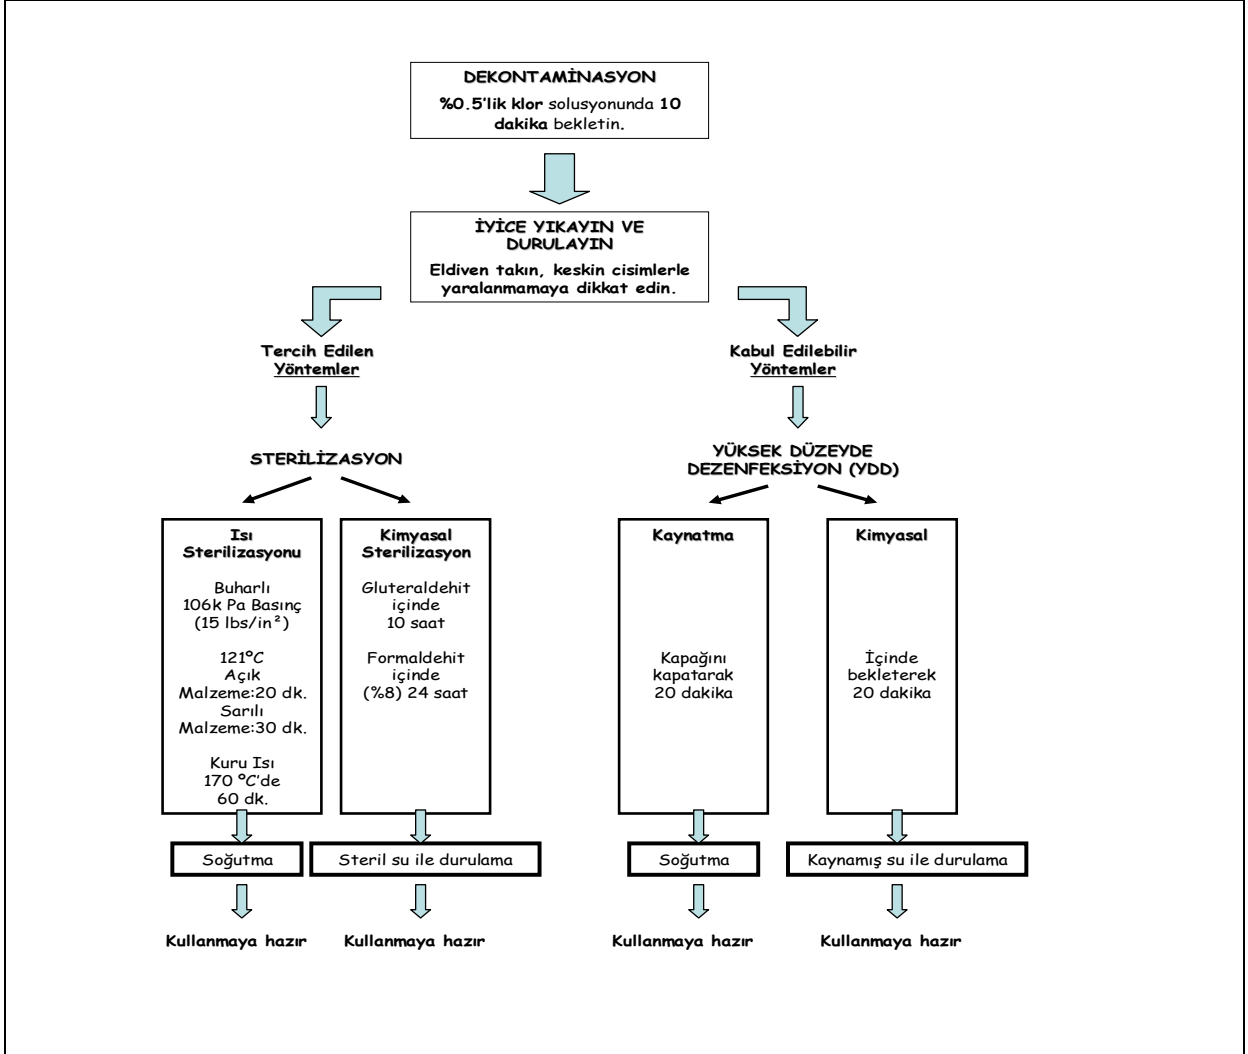 DEKONTAMİNASYON
%0.5'lik klor solusyonunda 10
dakika bekletin.
İYİCE YIKAYIN VE
DURULAYIN
Eldiven takın, keskin cisimlerle
yaralanmamaya dikkat edin.
Tercih Edilen
Yöntemler
Kabul Edilebilir
Yöntemler
STERİLİZASYON
YÜKSEK DÜZEYDE
DEZENFEKSİYON (YDD)
Isı
Sterilizasyonu
Buharlı
106k Pa Basınç
(15 lbs/in²)
121ºC
Açık
Malzeme:20 dk.
Sarılı
Malzeme:30 dk.
Kuru Isı
170 ºC'de
60 dk.
Kimyasal
Sterilizasyon
Gluteraldehit
içinde
10 saat
Formaldehit
içinde
(%8) 24 saat
Kaynatma
Kapağını
kapatarak
20 dakika
Kimyasal
İçinde
bekleterek
20 dakika
Soğutma
Steril su ile durulama
Soğutma
Kaynamış su ile durulama
Kullanmaya hazır
Kullanmaya hazır
Kullanmaya hazır
Kullanmaya hazır